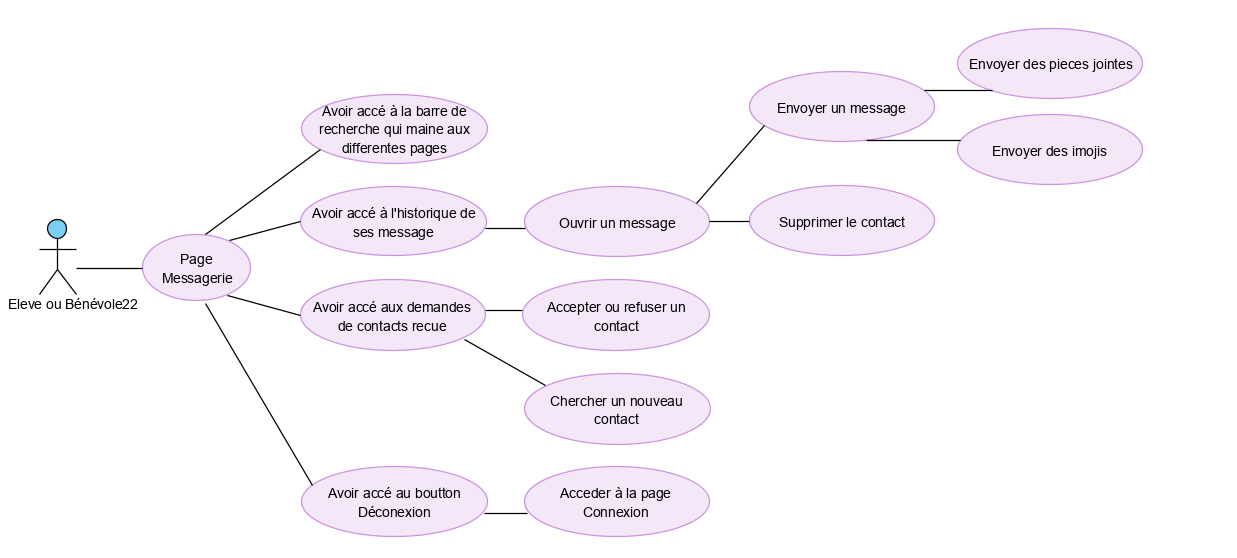 Envoyer des pieces jointes
Envoyer un message
Avoir accé à la barre de
recherche qui maine aux
differentes pages
Envoyer des imojis
Avoir accé à l'historique de
ses message
Ouvrir un message
Supprimer le contact
Page
Messagerie
Eleve ou Bénévole22
Avoir accé aux demandes
de contacts recue
Accepter ou refuser un
contact
Chercher un nouveau
contact
Avoir accé au boutton
Déconexion
Acceder à la page
Connexion